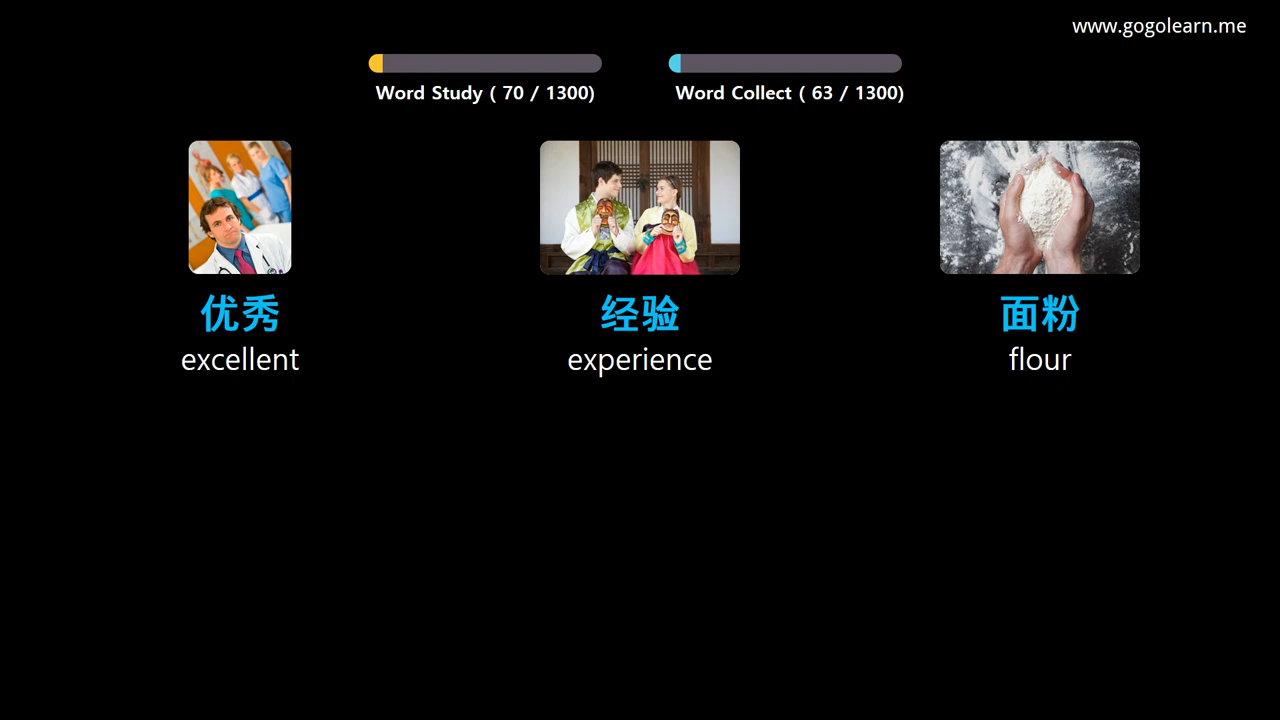 www.gogolearn.me
Word Study ( 70 / 1300)
Word Collect ( 63 / 1300)
优秀
excellent
经验
experience
面粉
flour